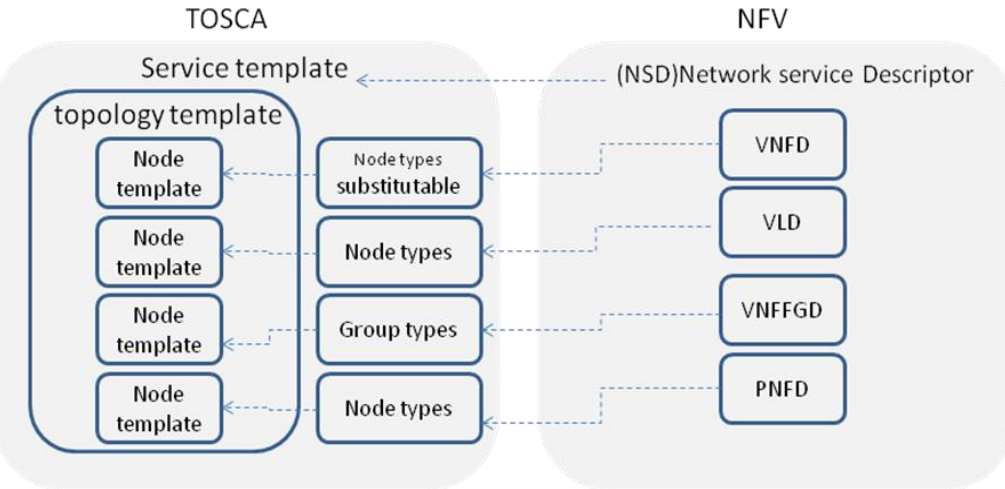 TOSCA
NFV
Service template
(NSD)Network service Descriptor
topology template
Node
template
Node types
substitutable
VNFD
Node
template
Node types
VLD
Node
template
Group types
VNFFGD
Node
template
Node types
PNFD